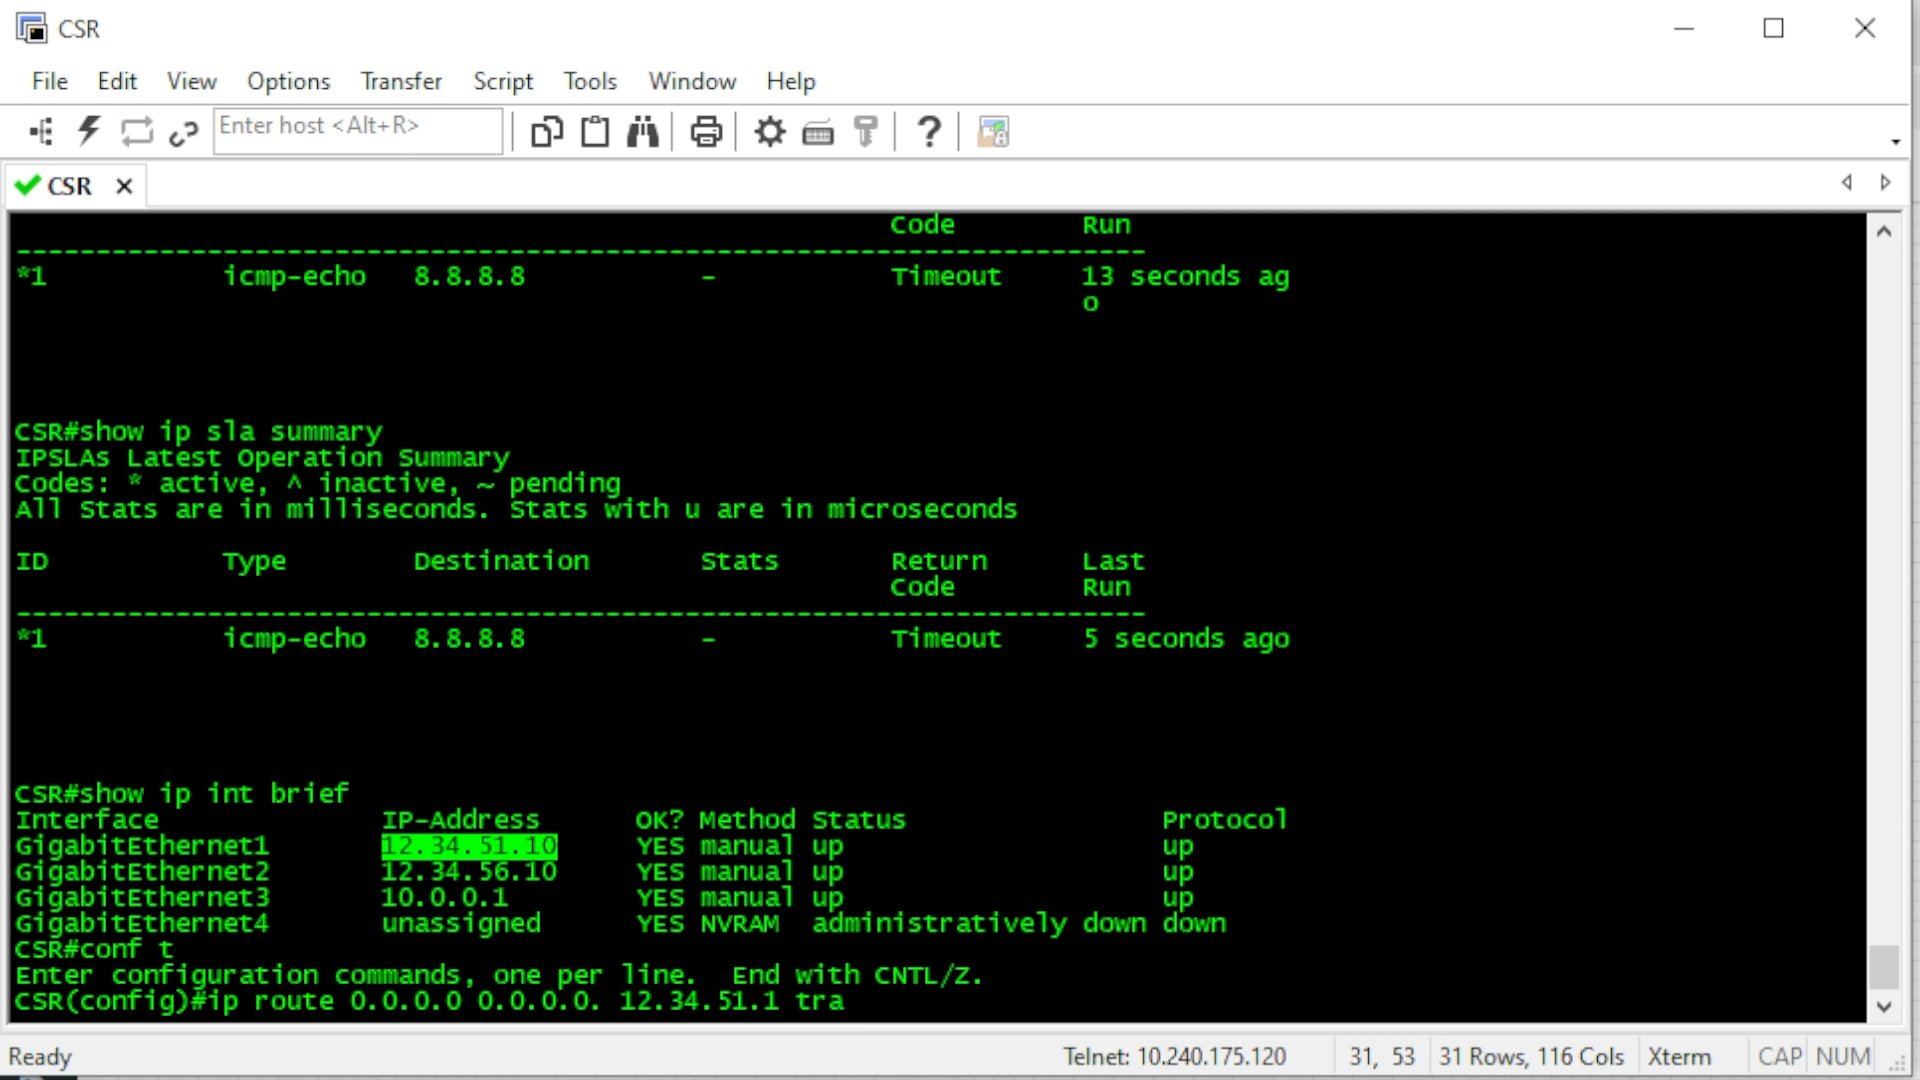 CSR
File Edit View Options Transfer Script Tools Window Help
Enter host <Alt+R>
CSR
Code Run
--------------------------------------------------------------------------------
*1 icmp-echo 8.8.8.8 - Timeout 13 seconds ag
o
CSR#show ip sla summary
IPSLAs Latest Operation Summary
Codes: * active, ^ inactive, ~ pending
All Stats are in milliseconds. Stats with u are in microseconds
ID Type Destination Stats Return Last
Code Run
--------------------------------------------------------------------------------
*1 icmp-echo 8.8.8.8 - Timeout 5 seconds ago
CSR#show ip int brief
Interface IP-Address OK? Method Status Protocol
GigabitEthernet1 12.34.51.10 YES manual up up
GigabitEthernet2 12.34.56.10 YES manual up up
GigabitEthernet3 10.0.0.1 YES manual up up
GigabitEthernet4 unassigned YES NVRAM administratively down down
CSR#conf t
Enter configuration commands, one per line. End with CNTL/Z.
CSR(config)#ip route 0.0.0.0 0.0.0.0. 12.34.51.1 tra
Ready Telnet: 10.240.175.120 31, 53 31 Rows, 116 Cols Xterm CAP NUM